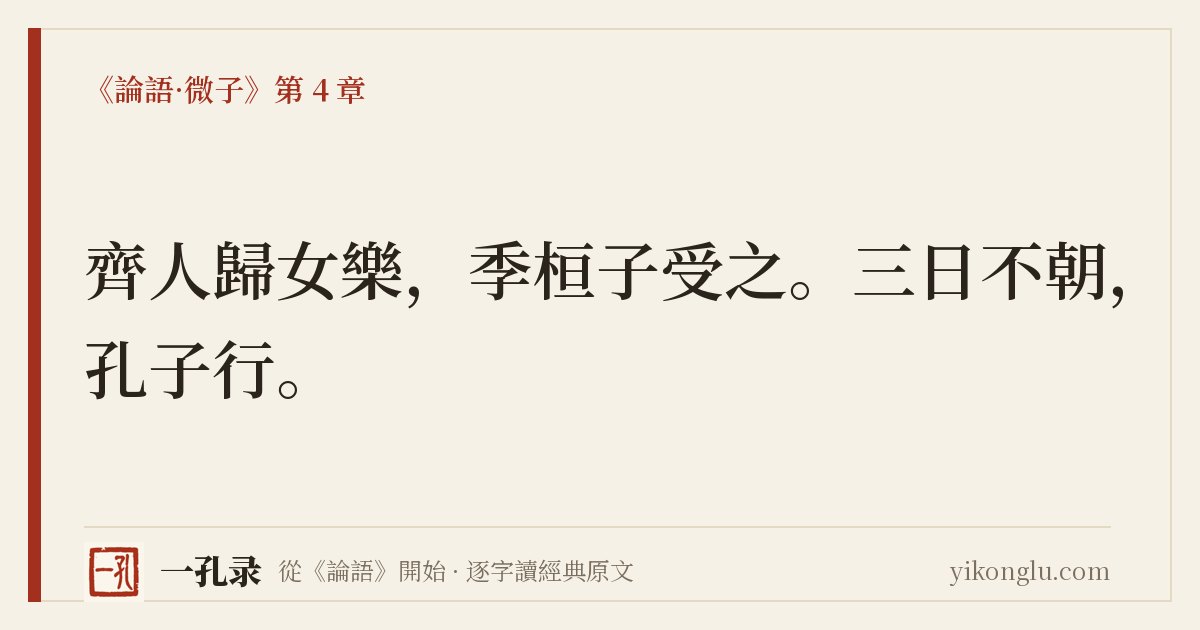 《論語·微子》第 4 章
齊人歸女樂，季桓子受之。三日不朝，
孔子行。
一孔
一孔录 從《論語》開始 · 逐字讀經典原文 yikonglu.com